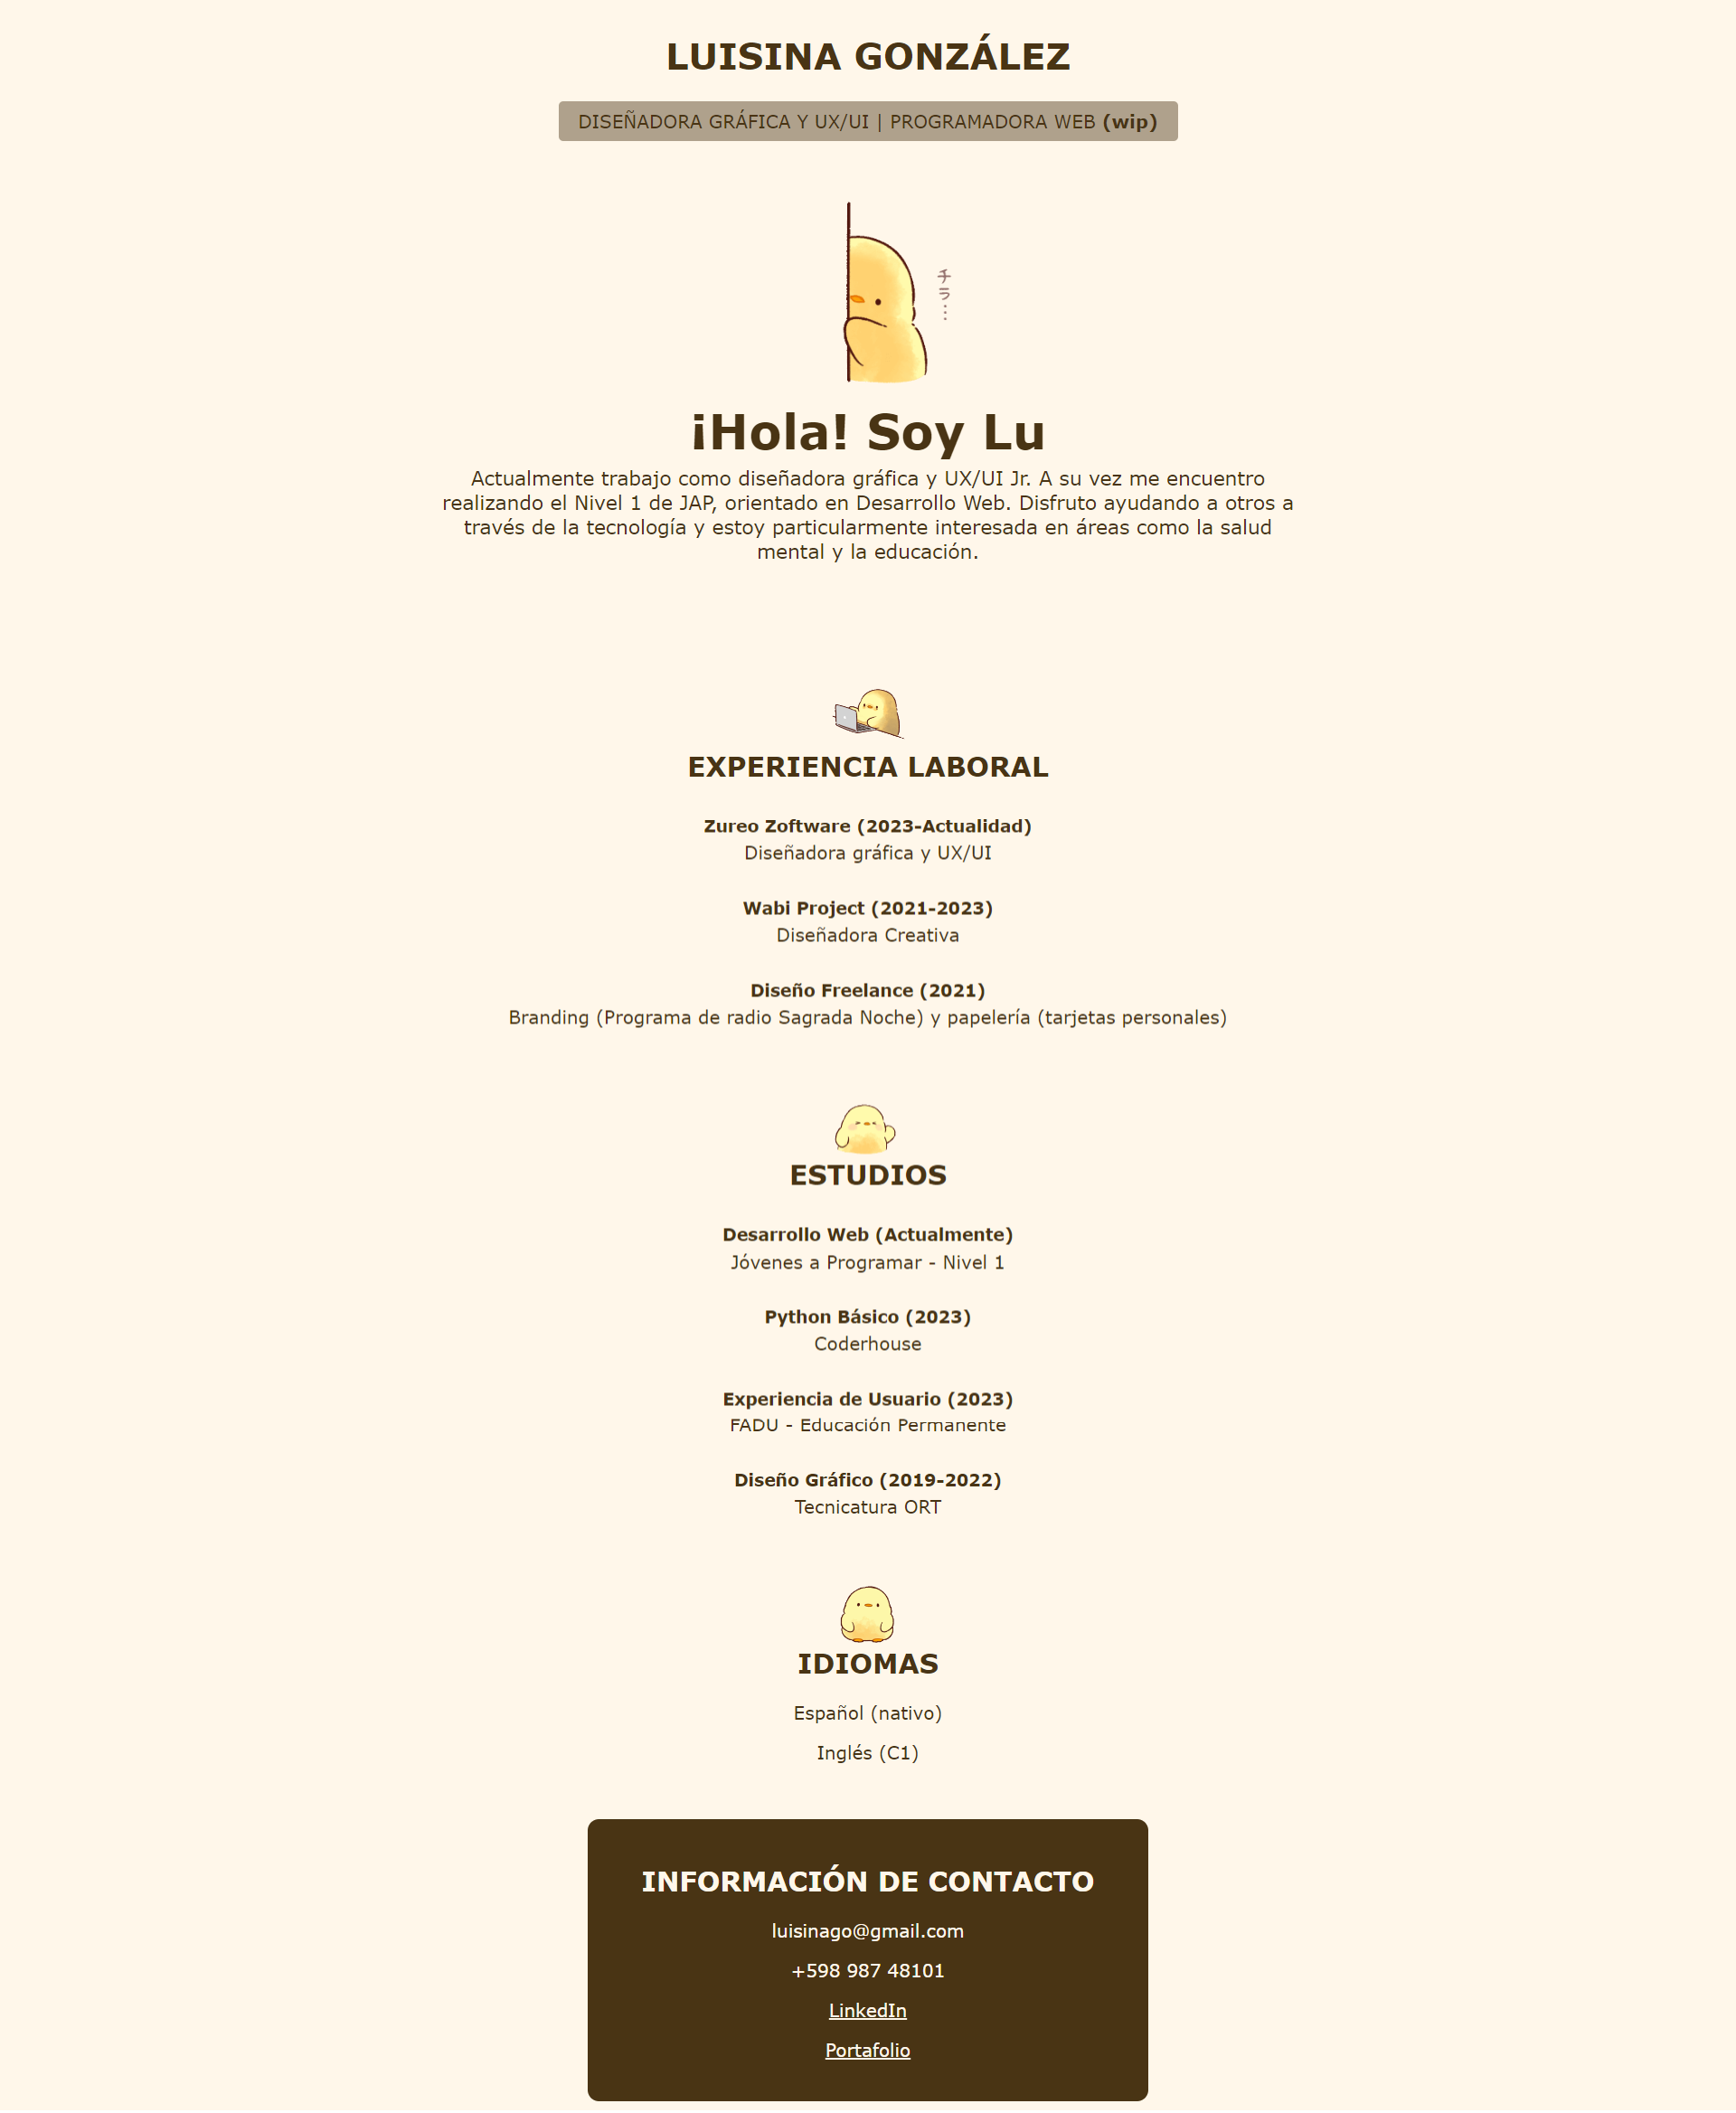 LUISINA GONZÁLEZ
DISEÑADORA GRÁFICA Y UX/UI | PROGRAMADORA WEB (wip)
チラ…
¡Hola! Soy Lu
Actualmente trabajo como diseñadora gráfica y UX/UI Jr. A su vez me encuentro
realizando el Nivel 1 de JAP, orientado en Desarrollo Web. Disfruto ayudando a otros a
través de la tecnología y estoy particularmente interesada en áreas como la salud
mental y la educación.
EXPERIENCIA LABORAL
Zureo Zoftware (2023-Actualidad)
Diseñadora gráfica y UX/UI
Wabi Project (2021-2023)
Diseñadora Creativa
Diseño Freelance (2021)
Branding (Programa de radio Sagrada Noche) y papelería (tarjetas personales)
ESTUDIOS
Desarrollo Web (Actualmente)
Jóvenes a Programar - Nivel 1
Python Básico (2023)
Coderhouse
Experiencia de Usuario (2023)
FADU - Educación Permanente
Diseño Gráfico (2019-2022)
Tecnicatura ORT
IDIOMAS
Español (nativo)
Inglés (C1)
INFORMACIÓN DE CONTACTO
luisinago@gmail.com
+598 987 48101
LinkedIn
Portafolio